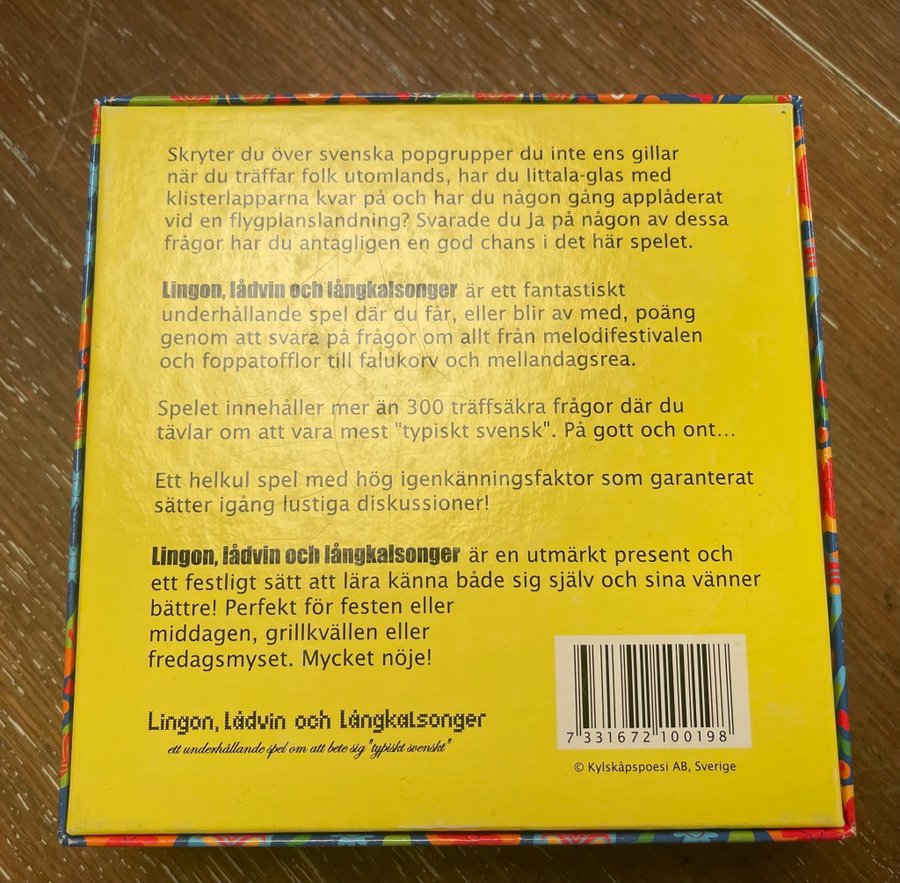 Skryter du över svenska popgrupper du inte ens gillar
när du träffar folk utomlands, har du Iittala-glas med
klisterlapparna kvar på och har du någon gång applåderat
vid en flygplanslandning? Svarade du Ja på någon av dessa
frågor har du antagligen en god chans i det här spelet.
Lingon, lådvin och långkalsonger är ett fantastiskt
underhållande spel där du får, eller blir av med, poäng
genom att svara på frågor om allt från melodifestivalen
och foppatofflor till falukorv och mellandagsrea.
Spelet innehåller mer än 300 träffsäkra frågor där du
tävlar om att vara mest "typiskt svensk". På gott och ont...
Ett helkul spel med hög igenkänningsfaktor som garanterat
sätter igång lustiga diskussioner!
Lingon, lådvin och långkalsonger är en utmärkt present och
ett festligt sätt att lära känna både sig själv och sina vänner
bättre! Perfekt för festen eller
middagen, grillkvällen eller
fredagsmyset. Mycket nöje!
Lingon, Lådvin och Långkalsonger
ett underhållande spel om att bete sig "typiskt svenskt"
7 331672 100198
© Kylskåpspoesi AB, Sverige